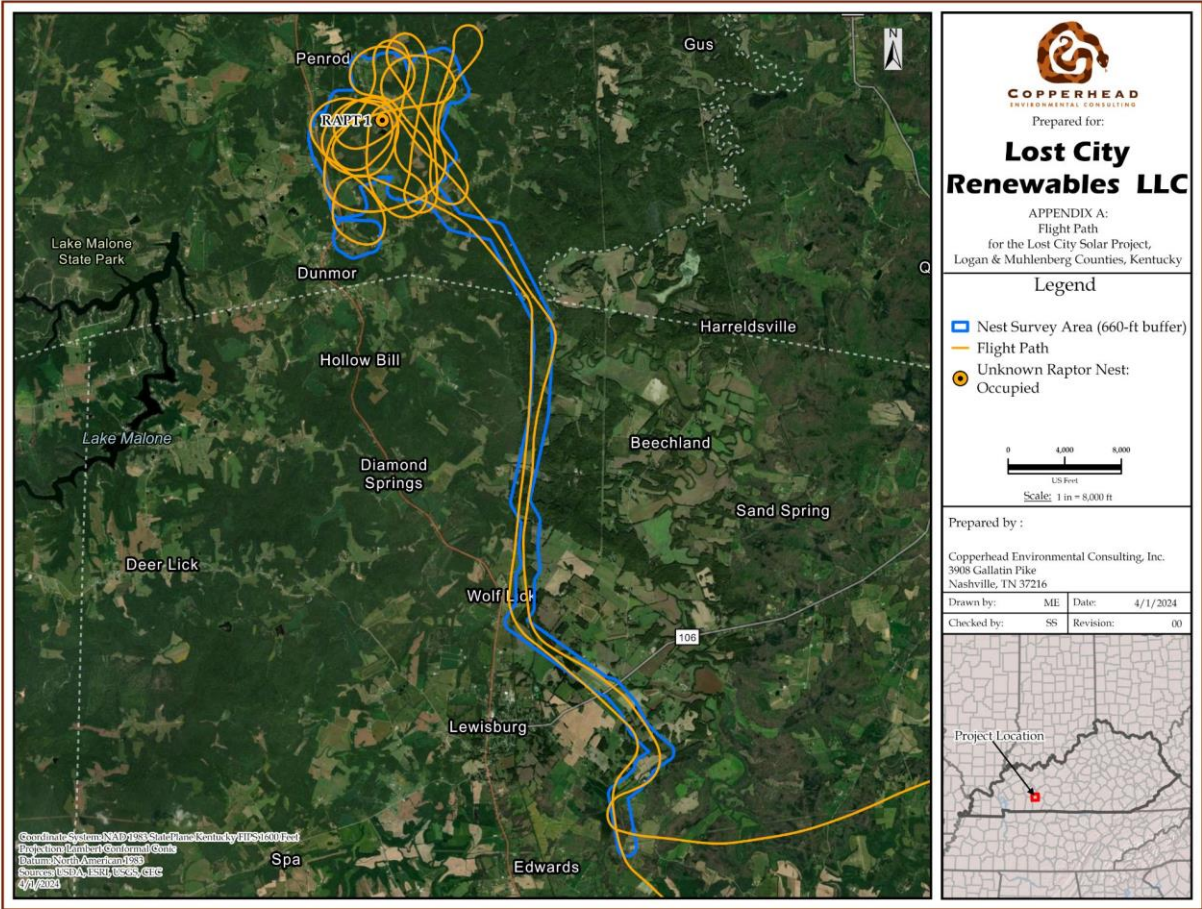 Penrod
Gus
N
RAPT 1
Lake Malone
State Park
Dunmor
Q
Harreldsville
Hollow Bill
Lake Malone
Beechland
Diamond
Springs
Sand Spring
Deer Lick
Wolf Lick
106
Lewisburg
Spa
Edwards
Coordinate System: NAD 1983 StatePlane Kentucky FIPS 1600 Feet
Projection: Lambert Conformal Conic
Datum: North American 1983
Sources: USDA, ESRI, USGS, CEC
4/1/2024
COPPERHEAD
ENVIRONMENTAL CONSULTING
Prepared for:
Lost City
Renewables LLC
APPENDIX A:
Flight Path
for the Lost City Solar Project,
Logan & Muhlenberg Counties, Kentucky
Legend
Nest Survey Area (660-ft buffer)
Flight Path
Unknown Raptor Nest:
Occupied
0 4,000 8,000
US Feet
Scale: 1 in = 8,000 ft
Prepared by :
Copperhead Environmental Consulting, Inc.
3908 Gallatin Pike
Nashville, TN 37216
Drawn by: ME Date: 4/1/2024
Checked by: SS Revision: 00
Project Location